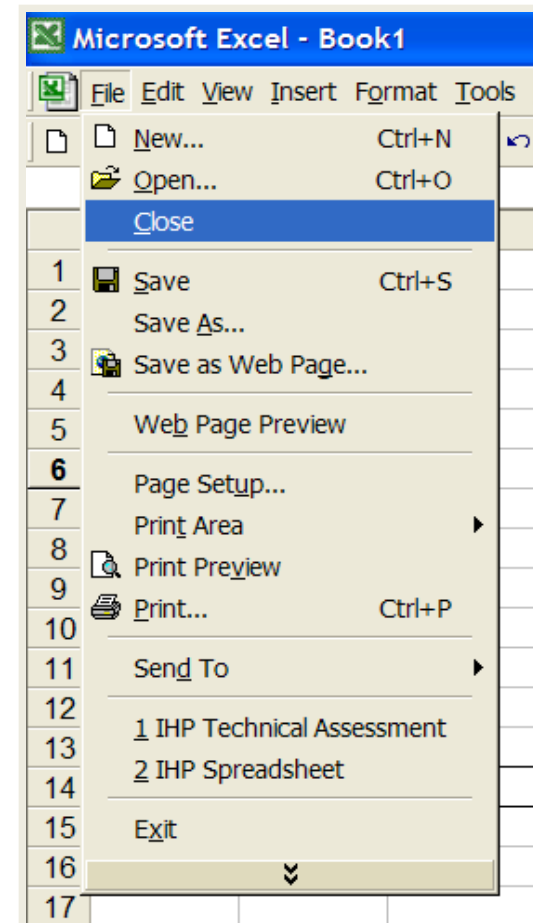 Microsoft Excel - Book1
File Edit View Insert Format Tools
New... Ctrl+N
Open... Ctrl+O
Close
Save Ctrl+S
Save As...
Save as Web Page...
Web Page Preview
Page Setup...
Print Area
Print Preview
Print... Ctrl+P
Send To
1 IHP Technical Assessment
2 IHP Spreadsheet
Exit
1
2
3
4
5
6
7
8
9
10
11
12
13
14
15
16
17